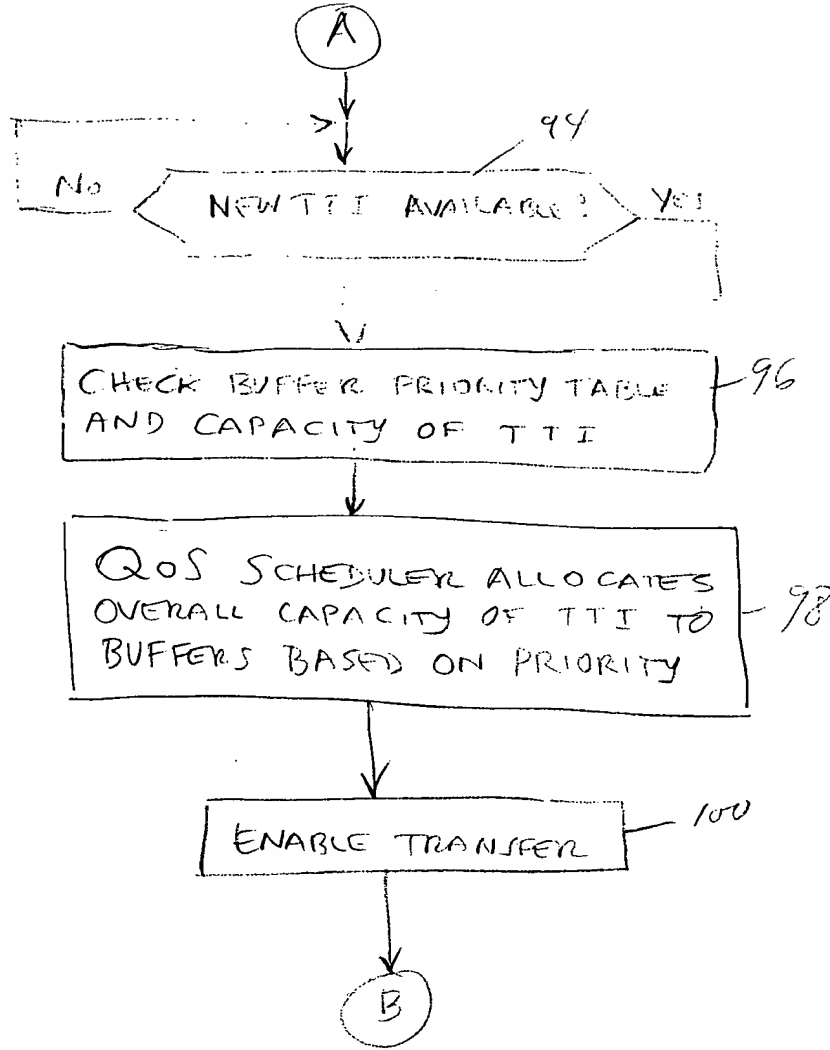 A
94
No
NEW TTI AVAILABLE?
YES
CHECK BUFFER PRIORITY TABLE
AND CAPACITY OF TTI
96
QOS SCHEDULER ALLOCATES
OVERALL CAPACITY OF TTI TO
BUFFERS BASED ON PRIORITY
98
ENABLE TRANSFER
100
B